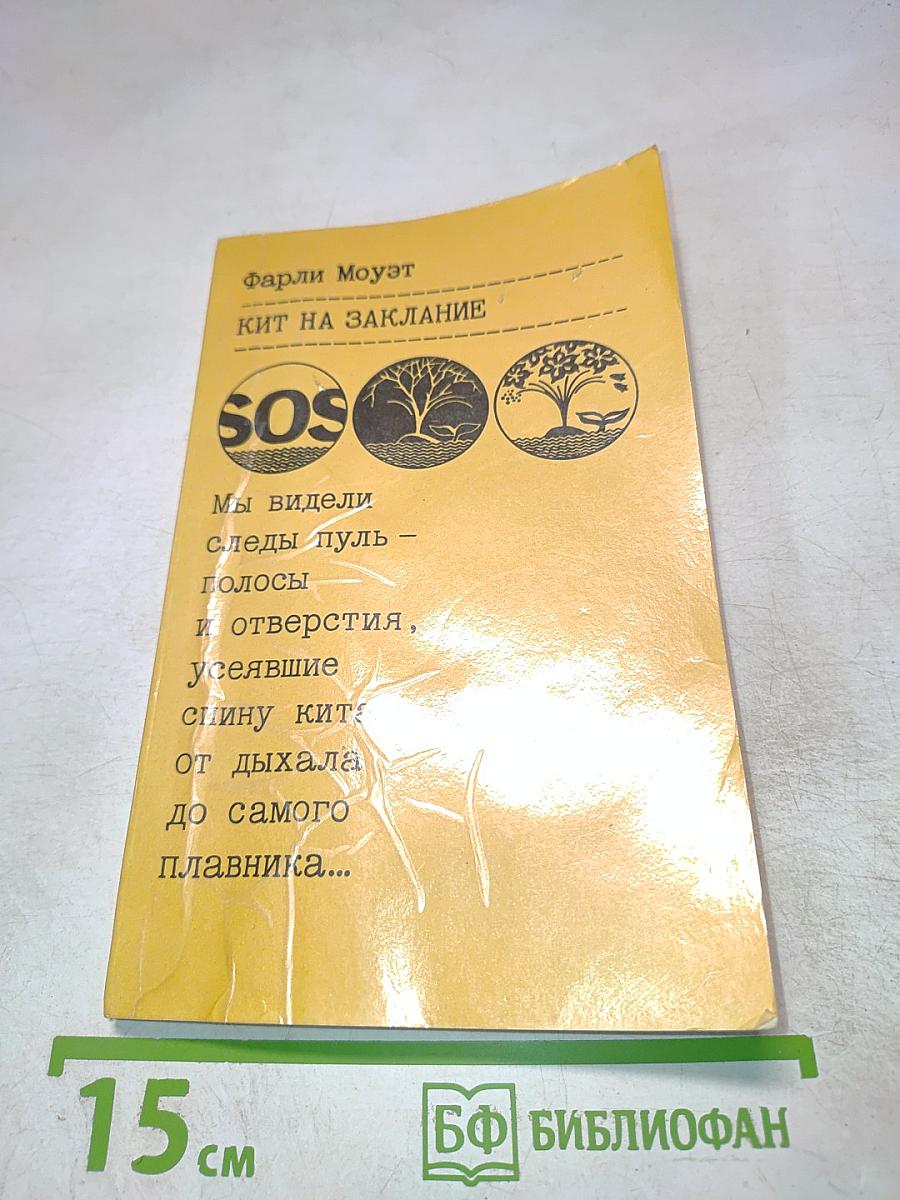 Фарли Моуэт
КИТ НА ЗАКЛАНИЕ
SOS
Мы видели
следы пуль –
полосы
и отверстия,
усеявшие
спину кита
от дыхала
до самого
плавника...
15 см
БФ БИБЛИОФАН